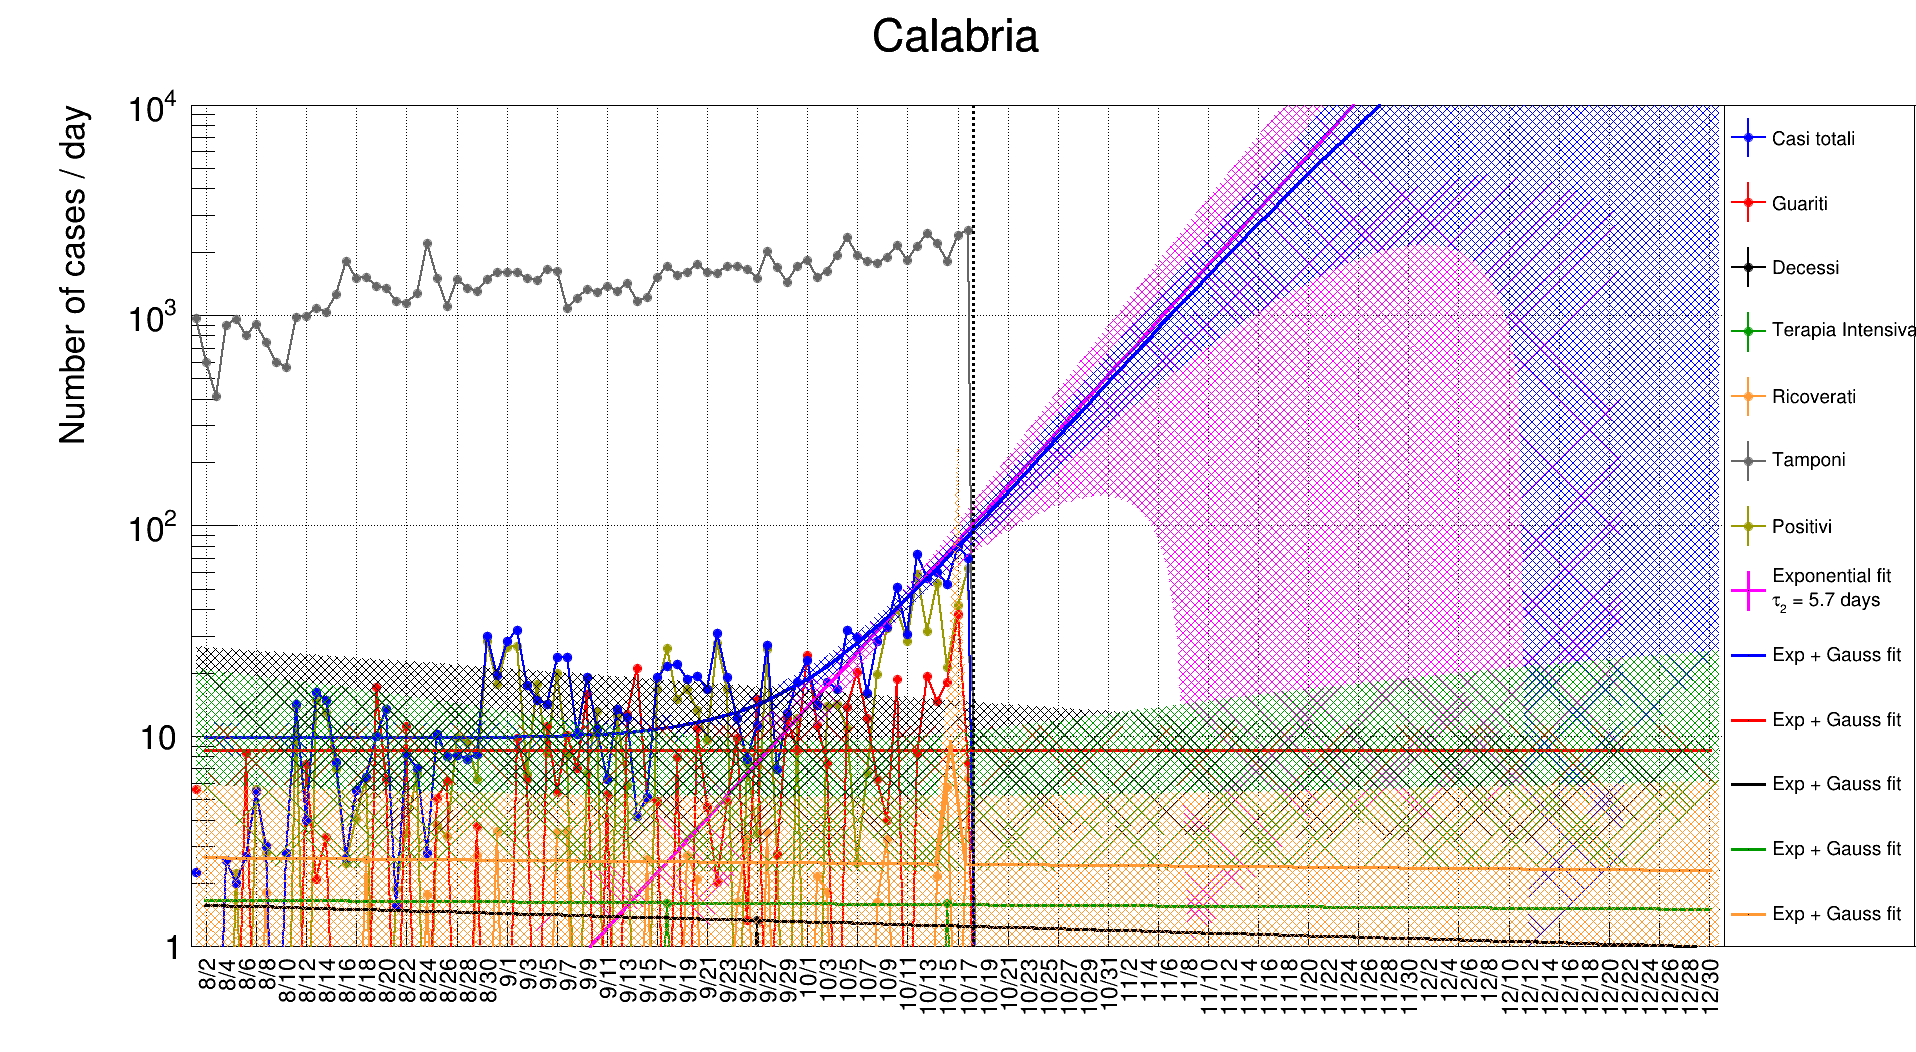 Calabria
Number of cases / day
10^4
10^3
10^2
10
1
8/2 8/4 8/6 8/8 8/10 8/12 8/14 8/16 8/18 8/20 8/22 8/24 8/26 8/28 8/30 9/1 9/3 9/5 9/7 9/9 9/11 9/13 9/15 9/17 9/19 9/21 9/23 9/25 9/27 9/29 10/1 10/3 10/5 10/7 10/9 10/11 10/13 10/15 10/17 10/19 10/21 10/23 10/25 10/27 10/29 10/31 11/2 11/4 11/6 11/8 11/10 11/12 11/14 11/16 11/18 11/20 11/22 11/24 11/26 11/28 11/30 12/2 12/4 12/6 12/8 12/10 12/12 12/14 12/16 12/18 12/20 12/22 12/24 12/26 12/28 12/30
Casi totali
Guariti
Decessi
Terapia Intensiva
Ricoverati
Tamponi
Positivi
Exponential fit
τ₂ = 5.7 days
Exp + Gauss fit
Exp + Gauss fit
Exp + Gauss fit
Exp + Gauss fit
Exp + Gauss fit